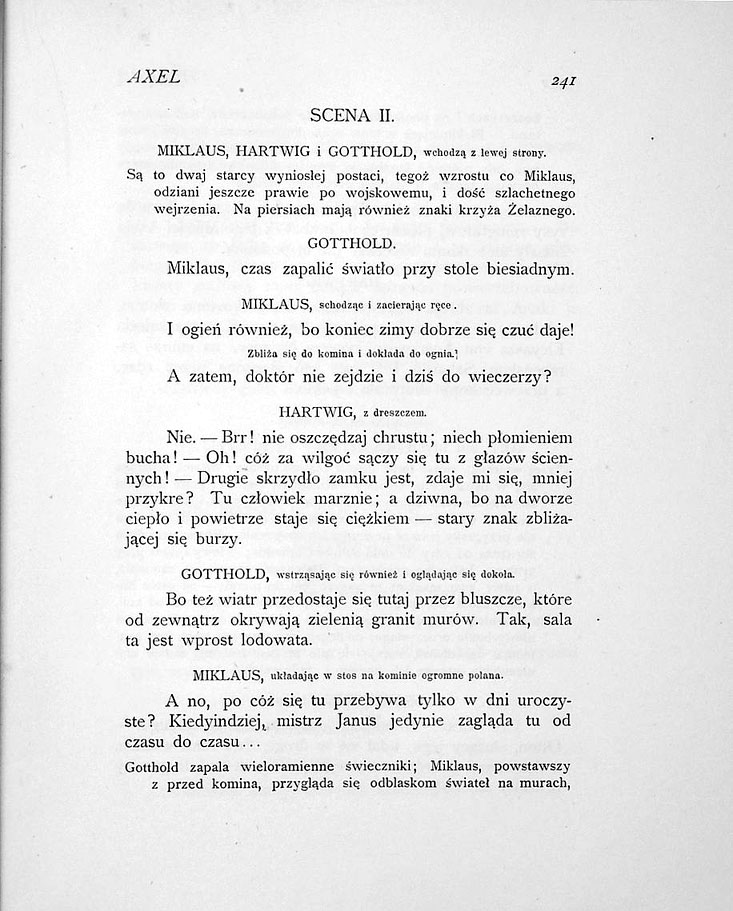 AXEL
241
SCENA II.
MIKLAUS, HARTWIG i GOTTHOLD, wchodzą z lewej strony.
Są to dwaj starcy wyniosłej postaci, tegoż wzrostu co Miklaus,
odziani jeszcze prawie po wojskowemu, i dość szlachetnego
wejrzenia. Na piersiach mają również znaki krzyża Żelaznego.
GOTTHOLD.
Miklaus, czas zapalić światło przy stole biesiadnym.
MIKLAUS, schodząc i zacierając ręce.
I ogień również, bo koniec zimy dobrze się czuć daje!
Zbliża się do komina i dokłada do ognia.]
A zatem, doktór nie zejdzie i dziś do wieczerzy?
HARTWIG, z dreszczem.
Nie. — Brr! nie oszczędzaj chrustu; niech płomieniem
bucha! — Oh! cóż za wilgoć sączy się tu z głazów ścien-
nych! — Drugie skrzydło zamku jest, zdaje mi się, mniej
przykre? Tu człowiek marznie; a dziwna, bo na dworze
ciepło i powietrze staje się ciężkiem — stary znak zbliża-
jącej się burzy.
GOTTHOLD, wstrząsając się również i oglądając się dokoła.
Bo też wiatr przedostaje się tutaj przez bluszcze, które
od zewnątrz okrywają zielenią granit murów. Tak, sala
ta jest wprost lodowata.
MIKLAUS, układając w stos na kominie ogromne polana.
A no, po cóż się tu przebywa tylko w dni uroczy-
ste? Kiedyindziej, mistrz Janus jedynie zagląda tu od
czasu do czasu...
Gotthold zapala wieloramienne świeczniki; Miklaus, powstawszy
z przed komina, przygląda się odblaskom świateł na murach,